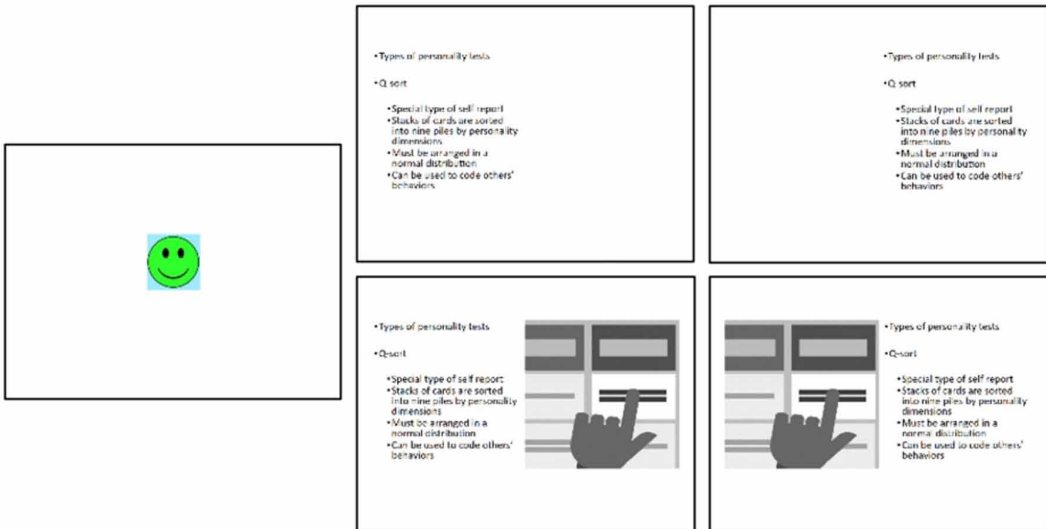 •Types of personality tests
•Q sort
•Special type of self report
•Stacks of cards are sorted
into nine piles by personality
dimensions
•Must be arranged in a
normal distribution
•Can be used to code others'
behaviors
•Types of personality tests
•Q sort
•Special type of self report
•Stacks of cards are sorted
into nine piles by personality
dimensions
•Must be arranged in a
normal distribution
•Can be used to code others'
behaviors
•Types of personality tests
•Q-sort
•Special type of self report
•Stacks of cards are sorted
into nine piles by personality
dimensions
•Must be arranged in a
normal distribution
•Can be used to code others'
behaviors
•Types of personality tests
•Q-sort
•Special type of self report
•Stacks of cards are sorted
into nine piles by personality
dimensions
•Must be arranged in a
normal distribution
•Can be used to code others'
behaviors